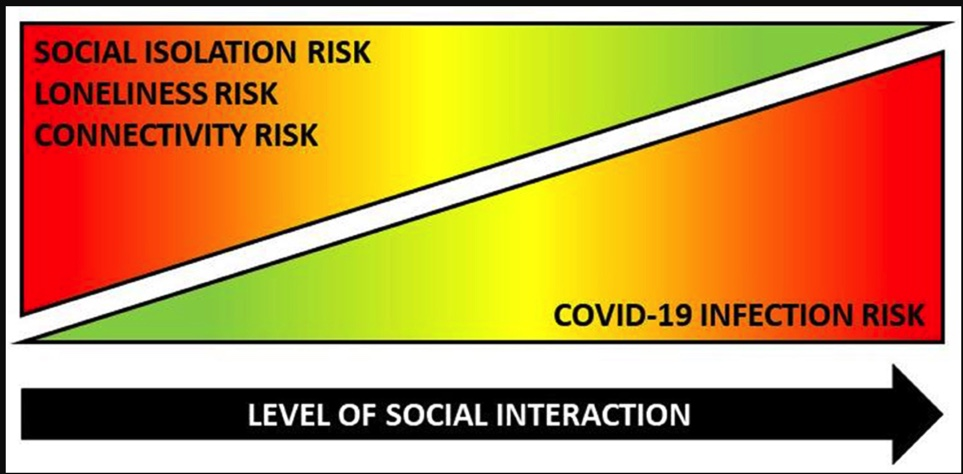 SOCIAL ISOLATION RISK
LONELINESS RISK
CONNECTIVITY RISK
COVID-19 INFECTION RISK
LEVEL OF SOCIAL INTERACTION